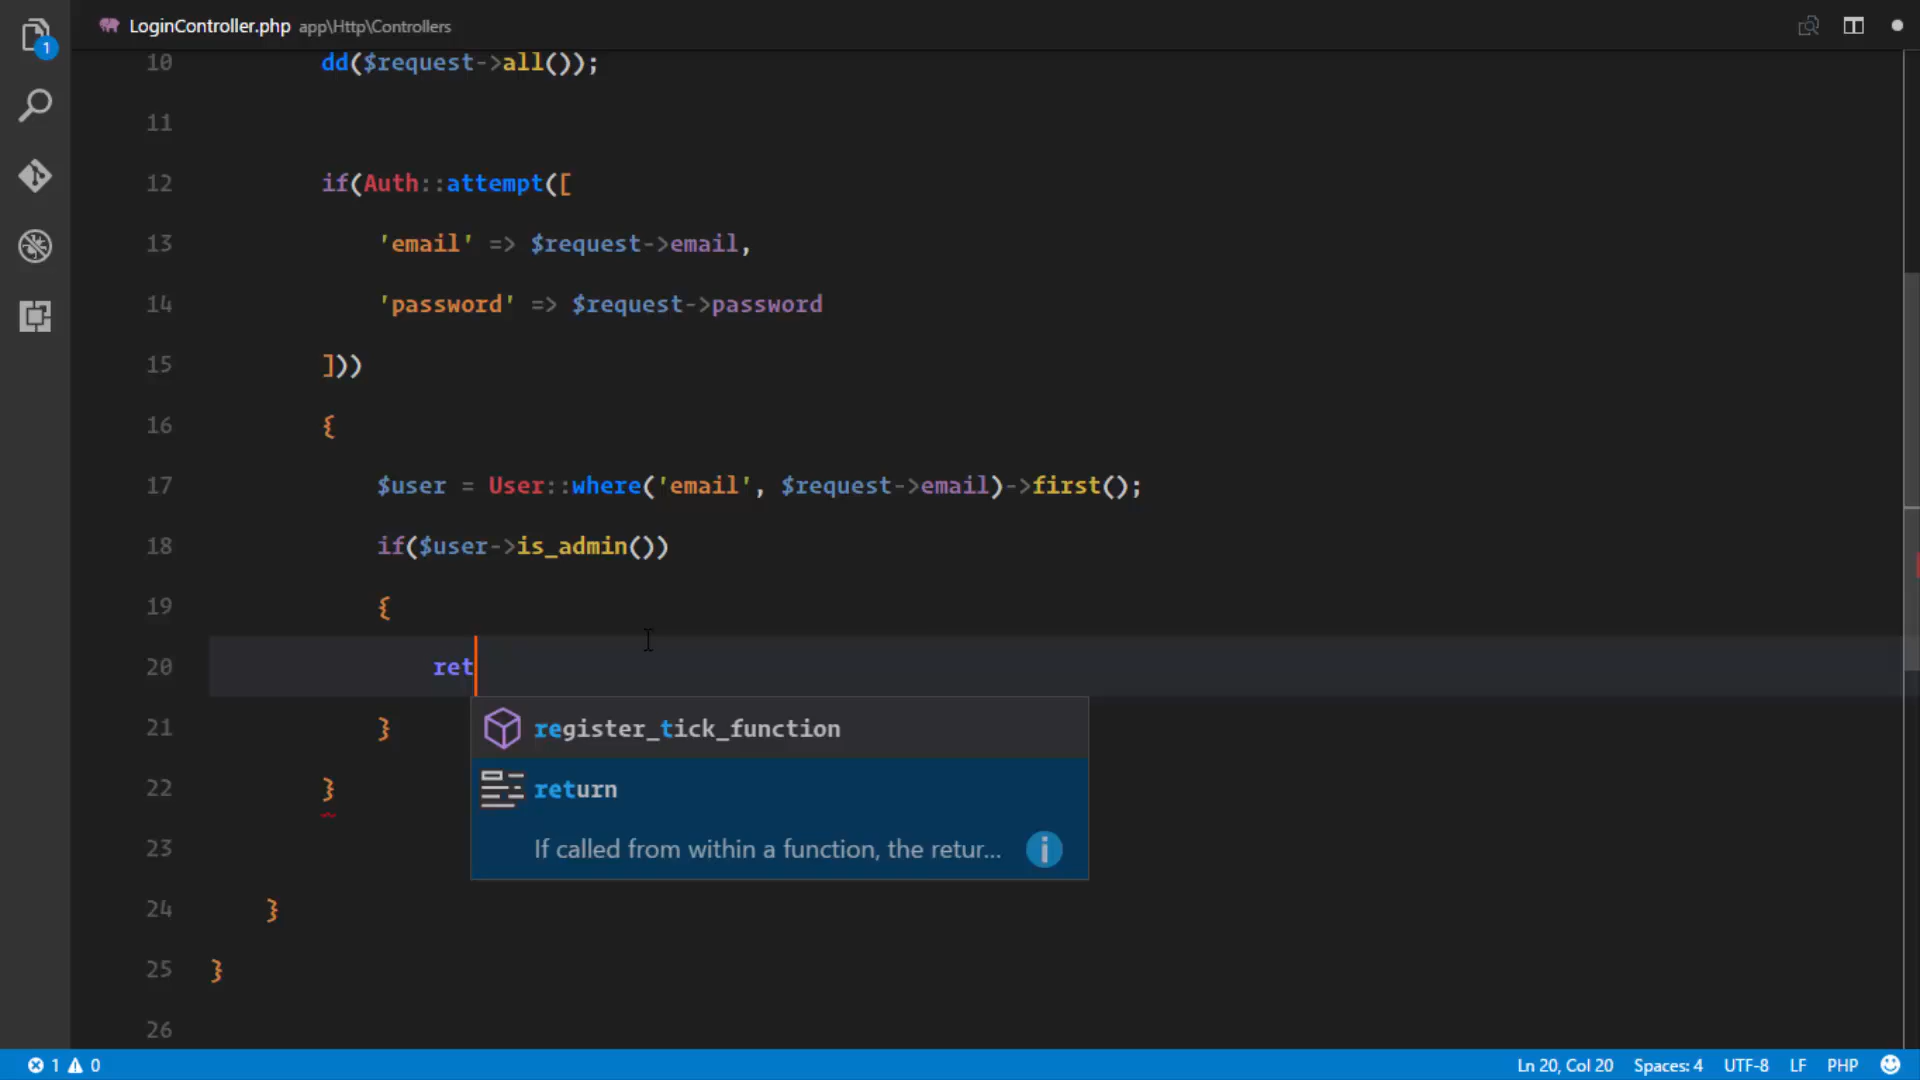 1
LoginController.php app\Http\Controllers
10 dd($request->all());
11
12 if(Auth::attempt([
13 'email' => $request->email,
14 'password' => $request->password
15 ]))
16 {
17 $user = User::where('email', $request->email)->first();
18 if($user->is_admin())
19 {
20 ret
register_tick_function
21 }
return
22 }
If called from within a function, the retur...
23
24 }
25 }
26
1 0 Ln 20, Col 20 Spaces: 4 UTF-8 LF PHP